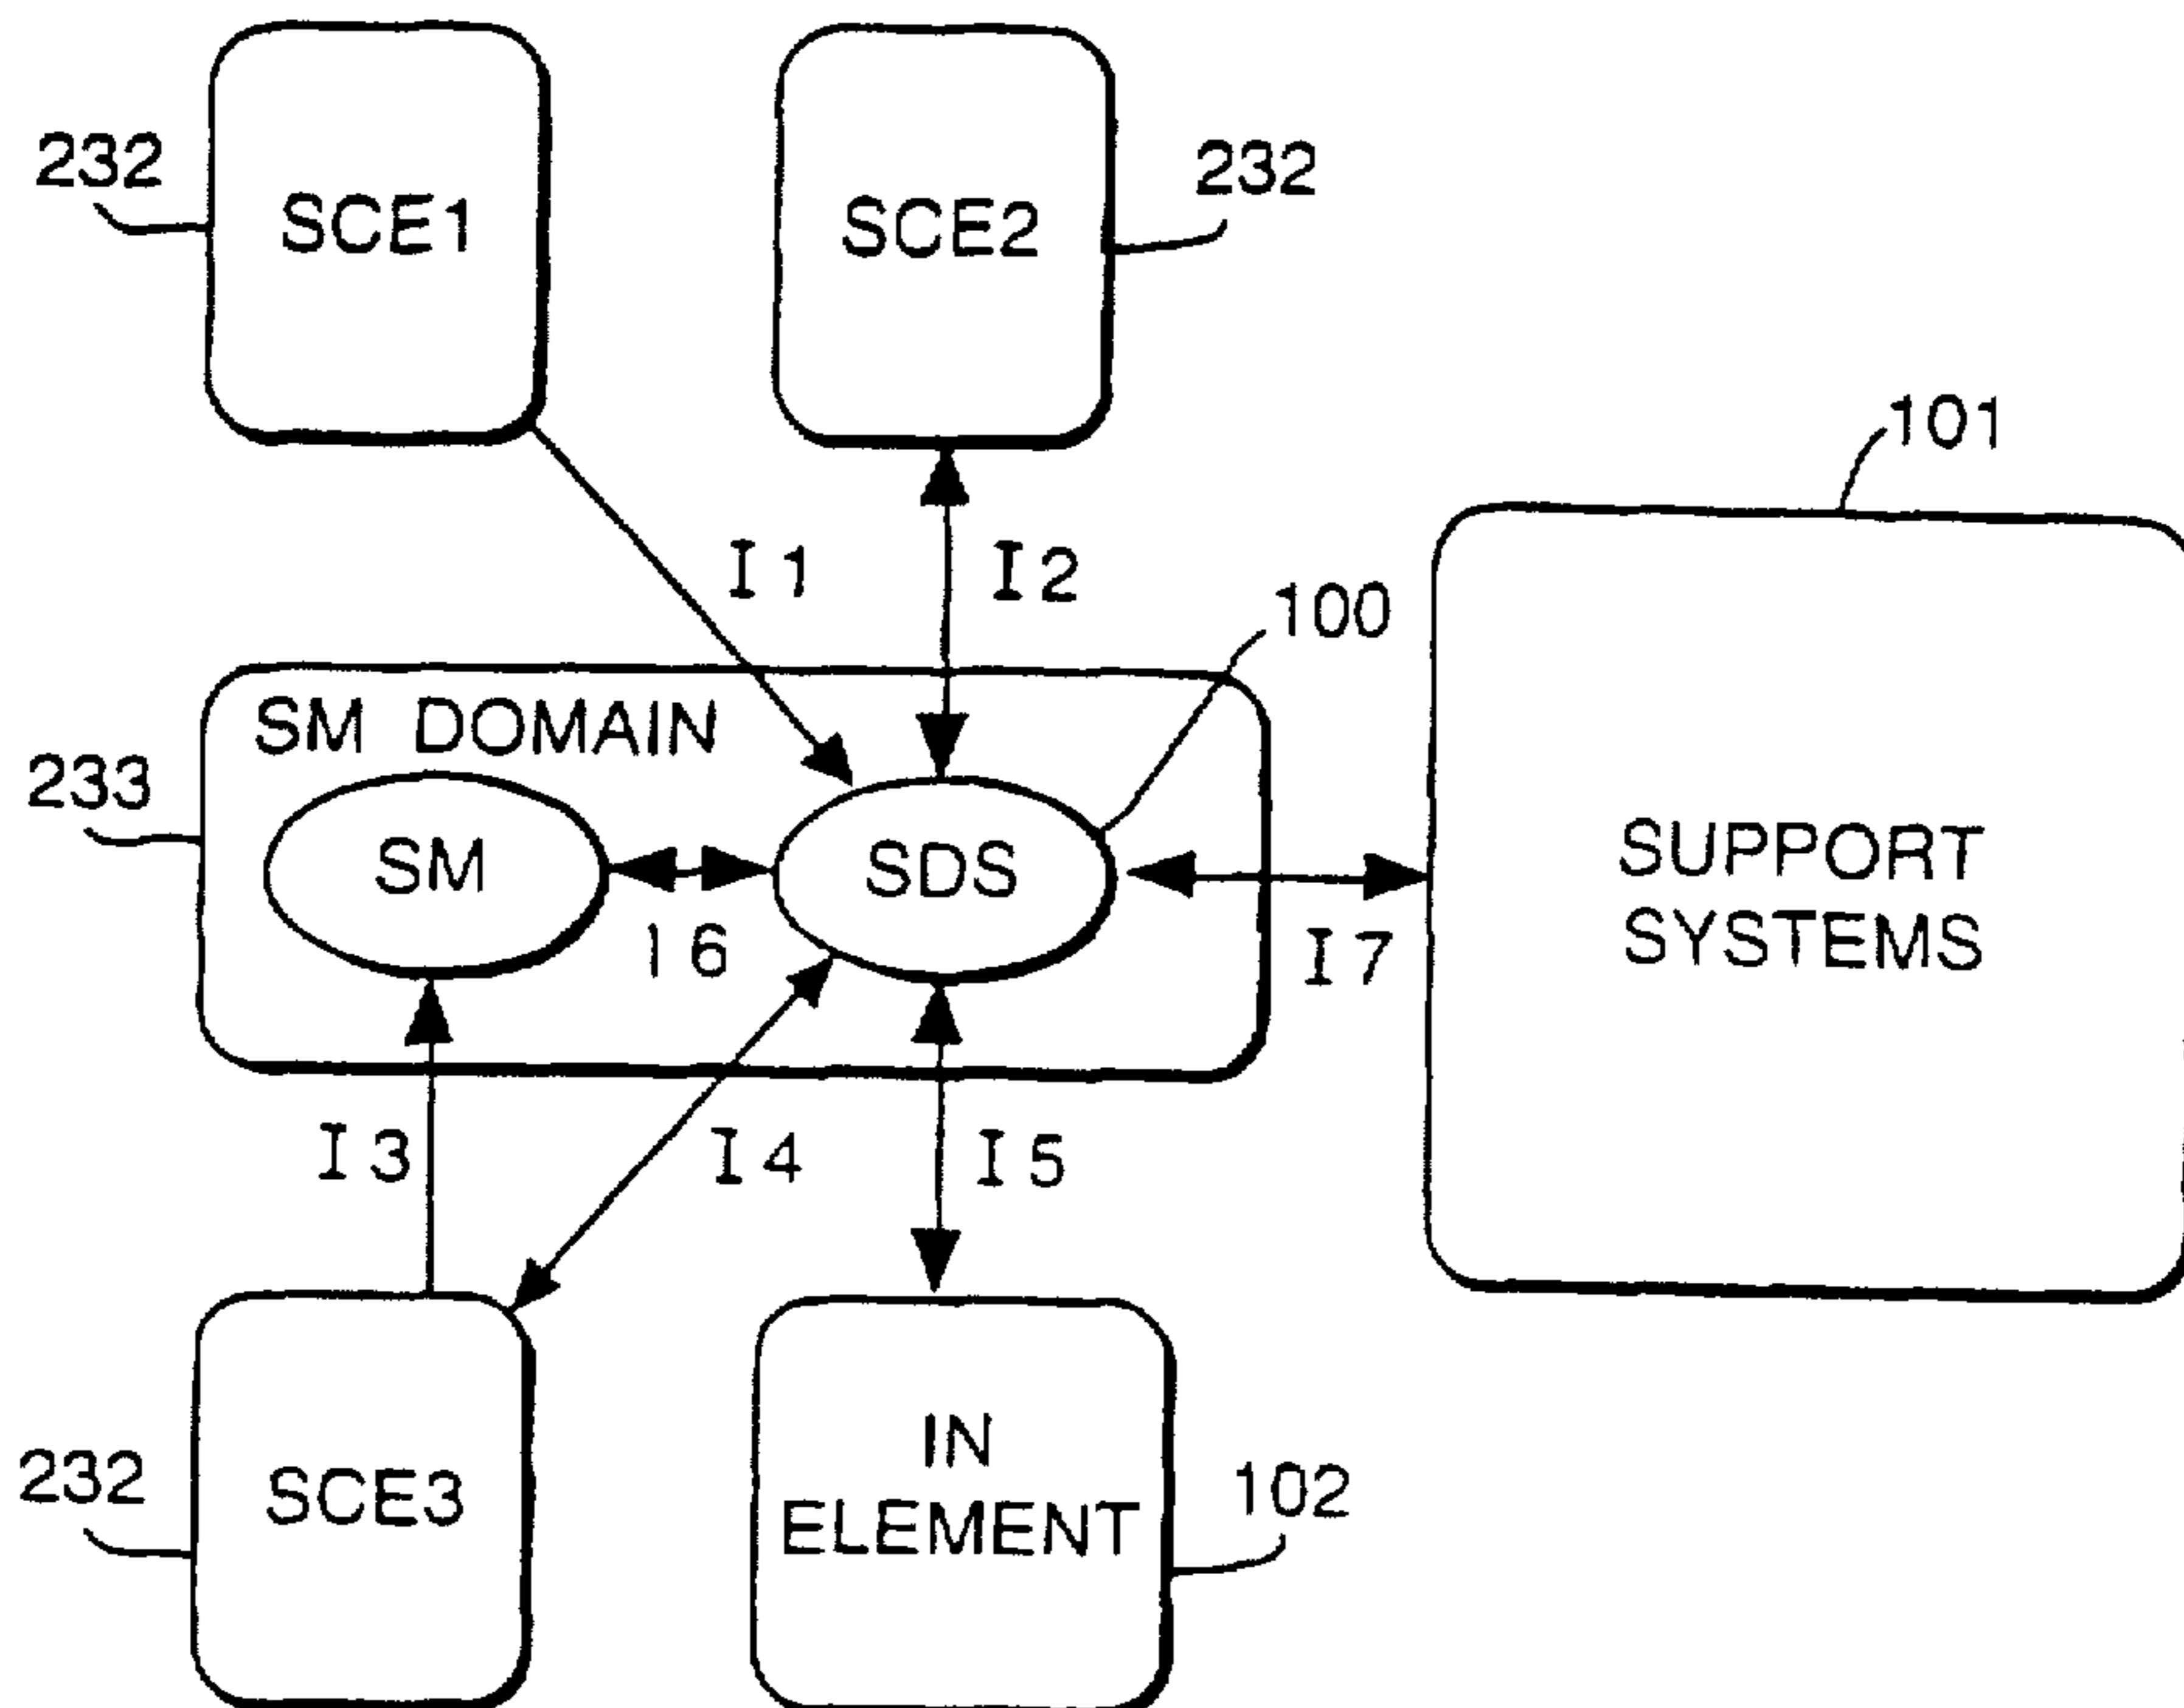 232
SCE1
SCE2
232
101
I1
I2
100
SM DOMAIN
233
SM
SDS
SUPPORT
SYSTEMS
16
I7
I3
I4
I5
232
SCE3
IN
ELEMENT
102